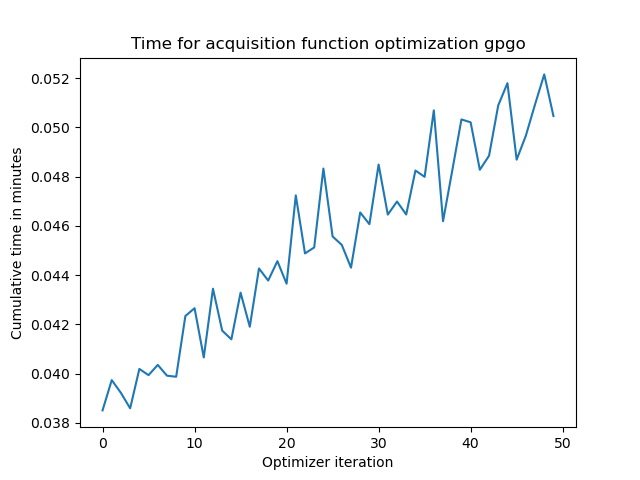 Time for acquisition function optimization gpgo
0.052
0.050
0.048
0.046
0.044
0.042
0.040
0.038
Cumulative time in minutes
0 10 20 30 40 50
Optimizer iteration